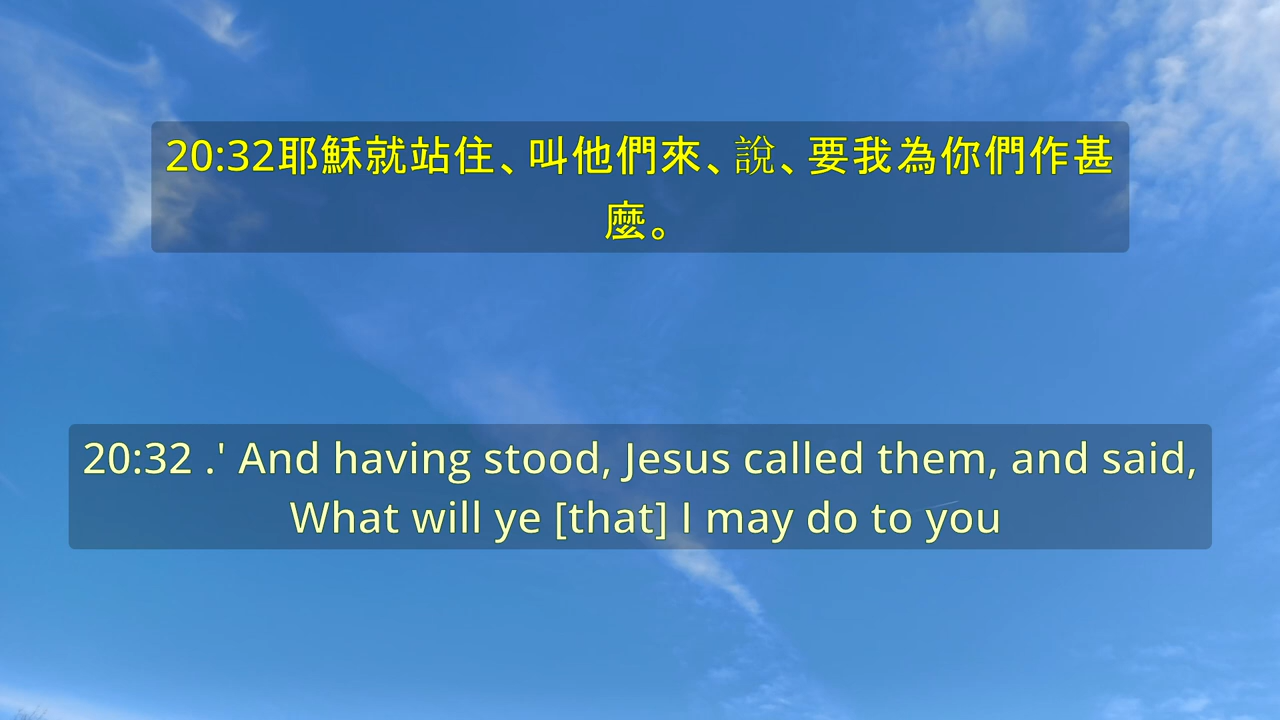 20:32耶穌就站住、叫他們來、說、要我為你們作甚
麼。
20:32 .' And having stood, Jesus called them, and said,
What will ye [that] I may do to you